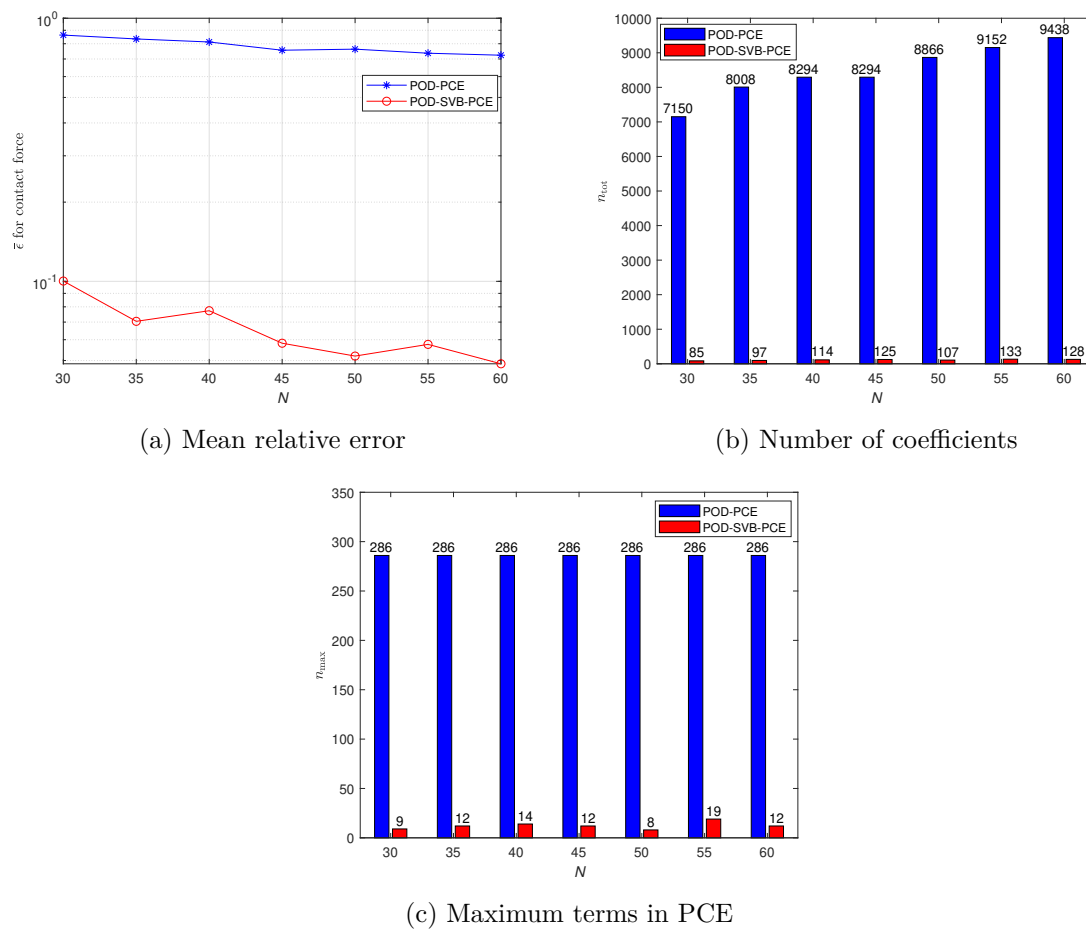 10^0
POD-PCE
POD-SVB-PCE
10^-1
30 35 40 45 50 55 60
N
ϵ̄ for contact force
(a) Mean relative error
10000
9000
8000
7000
6000
5000
4000
3000
2000
1000
0
n_tot
POD-PCE
POD-SVB-PCE
7150 8008 8294 8294 8866 9152 9438
85 97 114 125 107 133 128
30 35 40 45 50 55 60
N
(b) Number of coefficients
350
300
250
200
150
100
50
0
n_max
POD-PCE
POD-SVB-PCE
286 286 286 286 286 286 286
9 12 14 12 8 19 12
30 35 40 45 50 55 60
N
(c) Maximum terms in PCE